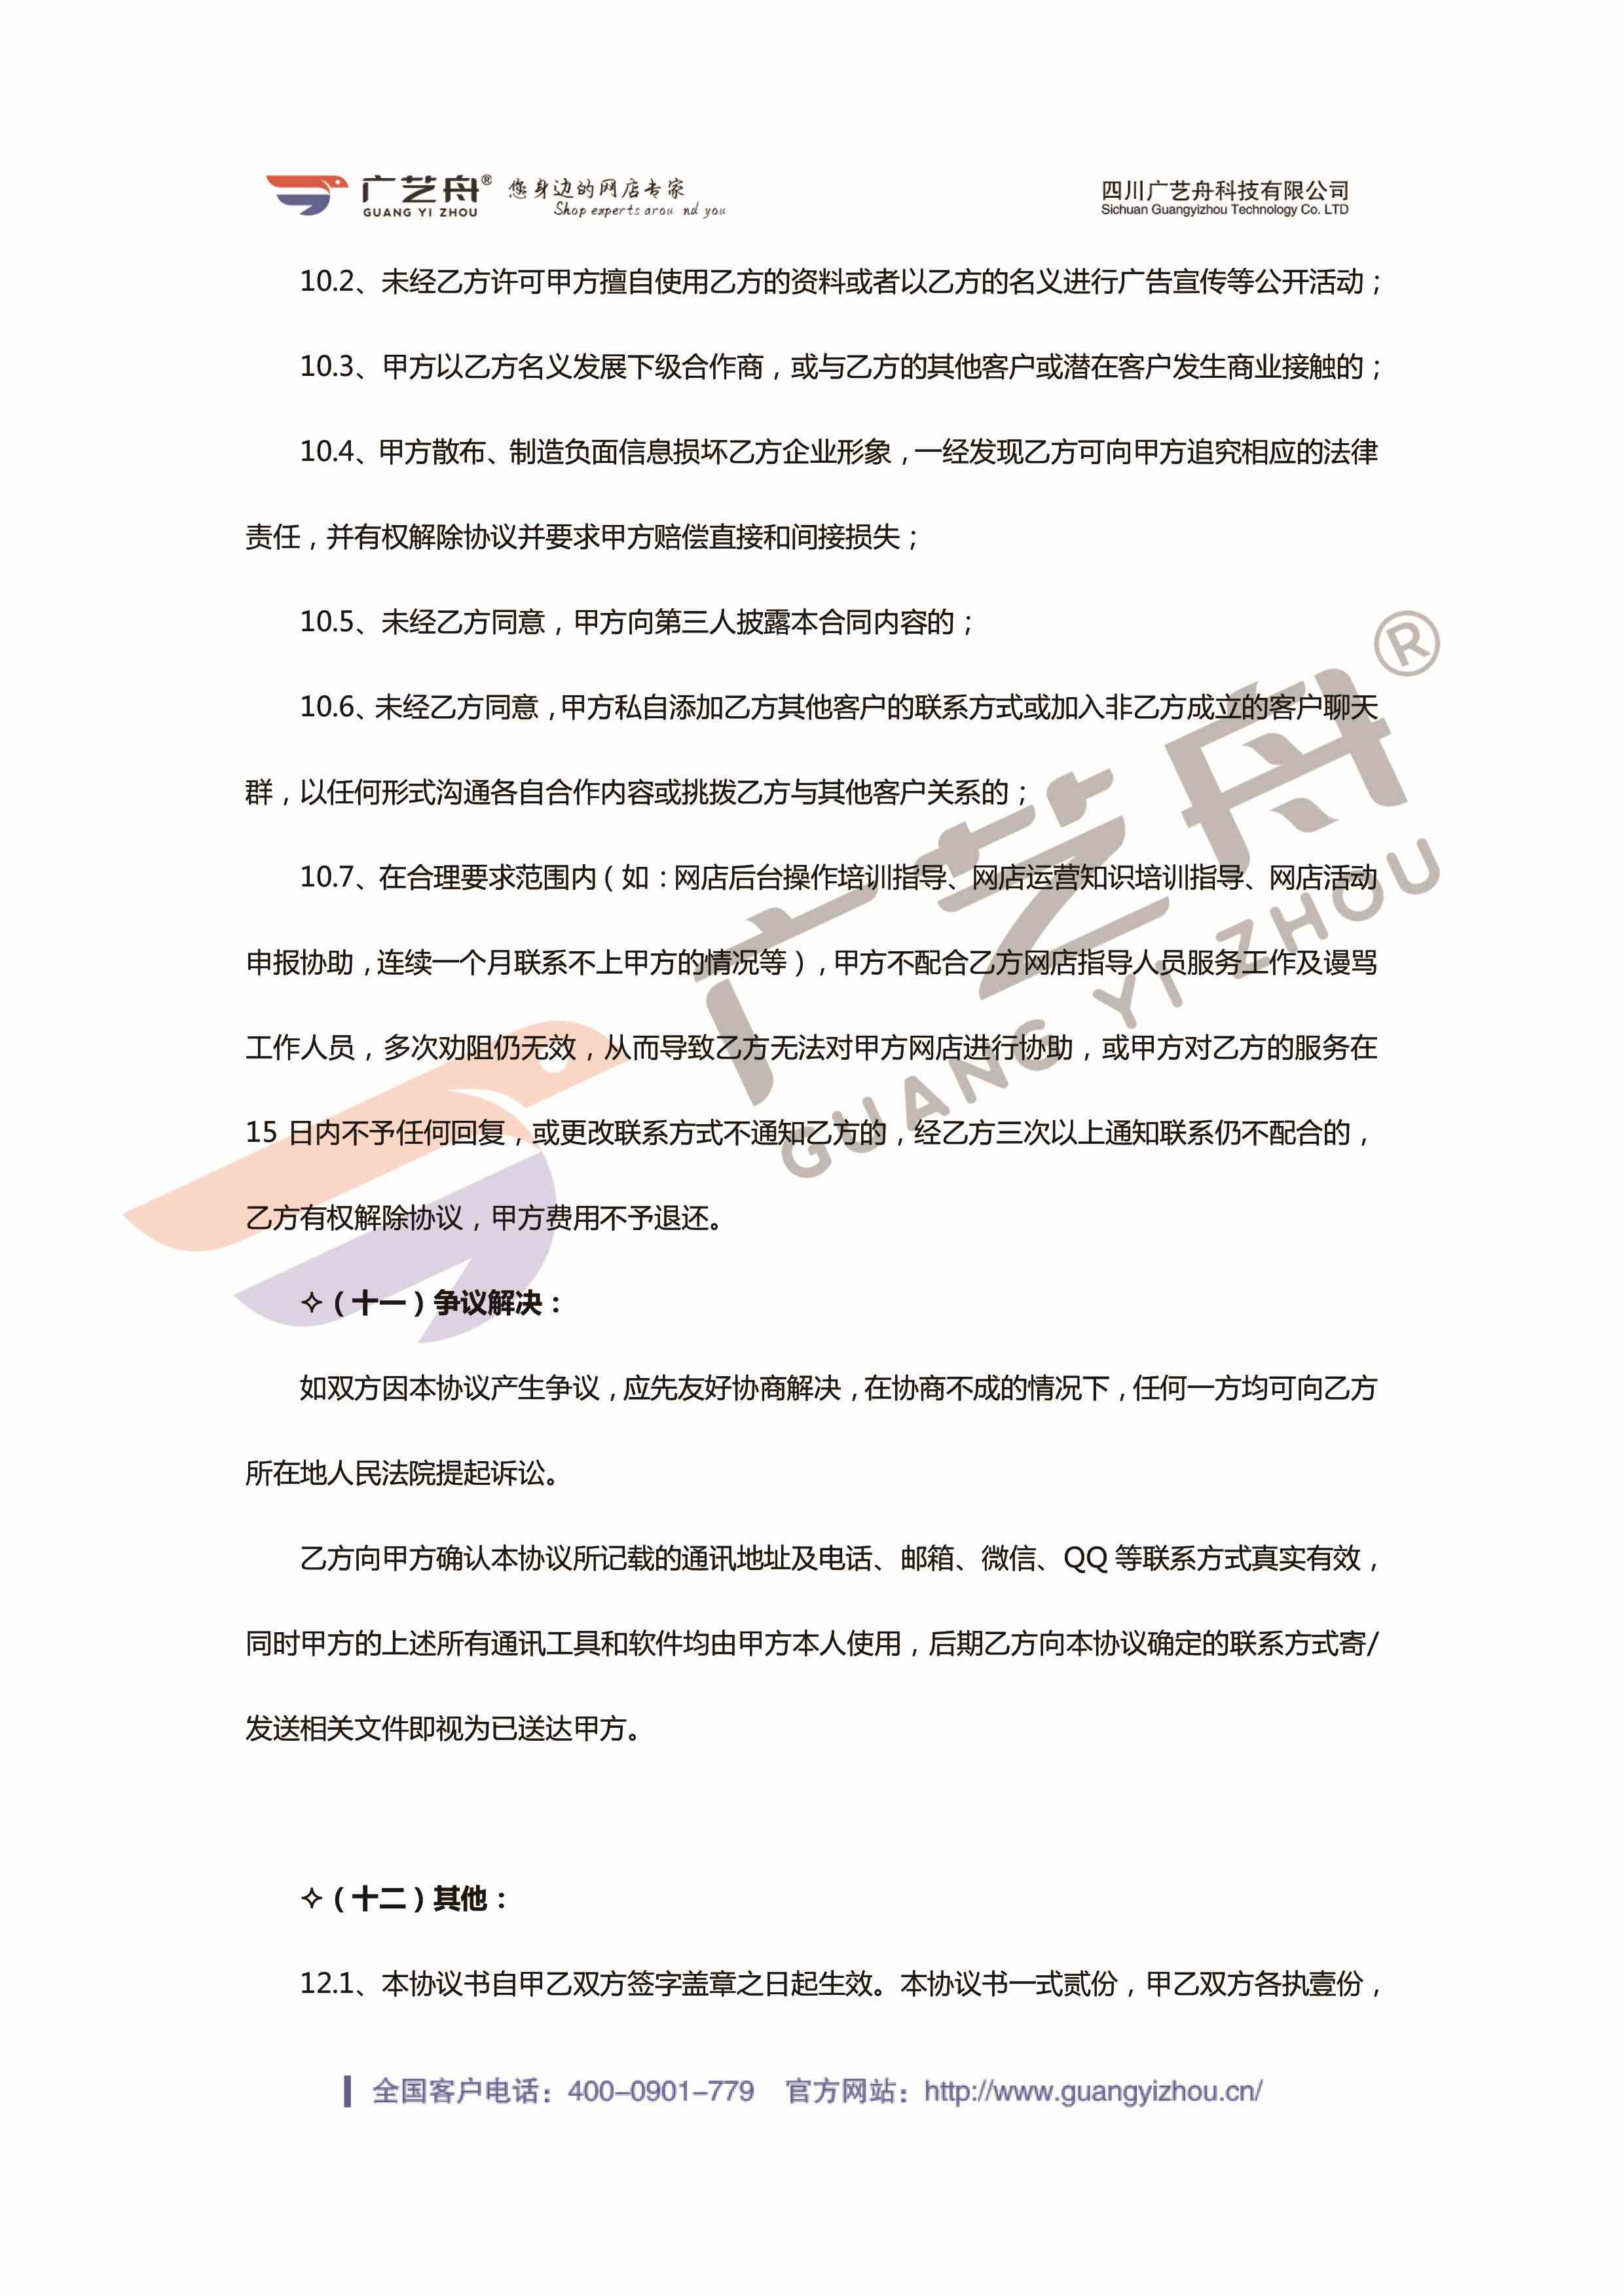 广艺舟® 您身边的网店专家 四川广艺舟科技有限公司
GUANG YI ZHOU Shop experts arou nd you Sichuan Guangyizhou Technology Co. LTD
10.2、未经乙方许可甲方擅自使用乙方的资料或者以乙方的名义进行广告宣传等公开活动；
10.3、甲方以乙方名义发展下级合作商，或与乙方的其他客户或潜在客户发生商业接触的；
10.4、甲方散布、制造负面信息损坏乙方企业形象，一经发现乙方可向甲方追究相应的法律
责任，并有权解除协议并要求甲方赔偿直接和间接损失；
10.5、未经乙方同意，甲方向第三人披露本合同内容的；
10.6、未经乙方同意，甲方私自添加乙方其他客户的联系方式或加入非乙方成立的客户聊天
群，以任何形式沟通各自合作内容或挑拨乙方与其他客户关系的；
10.7、在合理要求范围内（如：网店后台操作培训指导、网店运营知识培训指导、网店活动
申报协助，连续一个月联系不上甲方的情况等），甲方不配合乙方网店指导人员服务工作及谩骂
工作人员，多次劝阻仍无效，从而导致乙方无法对甲方网店进行协助，或甲方对乙方的服务在
15 日内不予任何回复，或更改联系方式不通知乙方的，经乙方三次以上通知联系仍不配合的，
乙方有权解除协议，甲方费用不予退还。
✧（十一）争议解决：
如双方因本协议产生争议，应先友好协商解决，在协商不成的情况下，任何一方均可向乙方
所在地人民法院提起诉讼。
乙方向甲方确认本协议所记载的通讯地址及电话、邮箱、微信、QQ 等联系方式真实有效，
同时甲方的上述所有通讯工具和软件均由甲方本人使用，后期乙方向本协议确定的联系方式寄/
发送相关文件即视为已送达甲方。
✧（十二）其他：
12.1、本协议书自甲乙双方签字盖章之日起生效。本协议书一式贰份，甲乙双方各执壹份，
全国客户电话：400-0901-779 官方网站：http://www.guangyizhou.cn/
广艺舟®
GUANG YI ZHOU